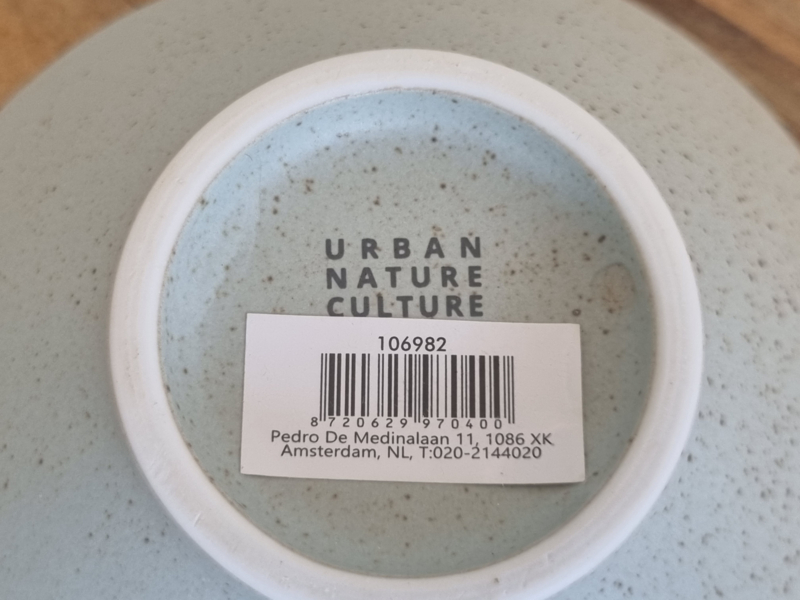 URBAN
NATURE
CULTURE
106982
8 720629 970400
Pedro De Medinalaan 11, 1086 XK
Amsterdam, NL, T:020-2144020